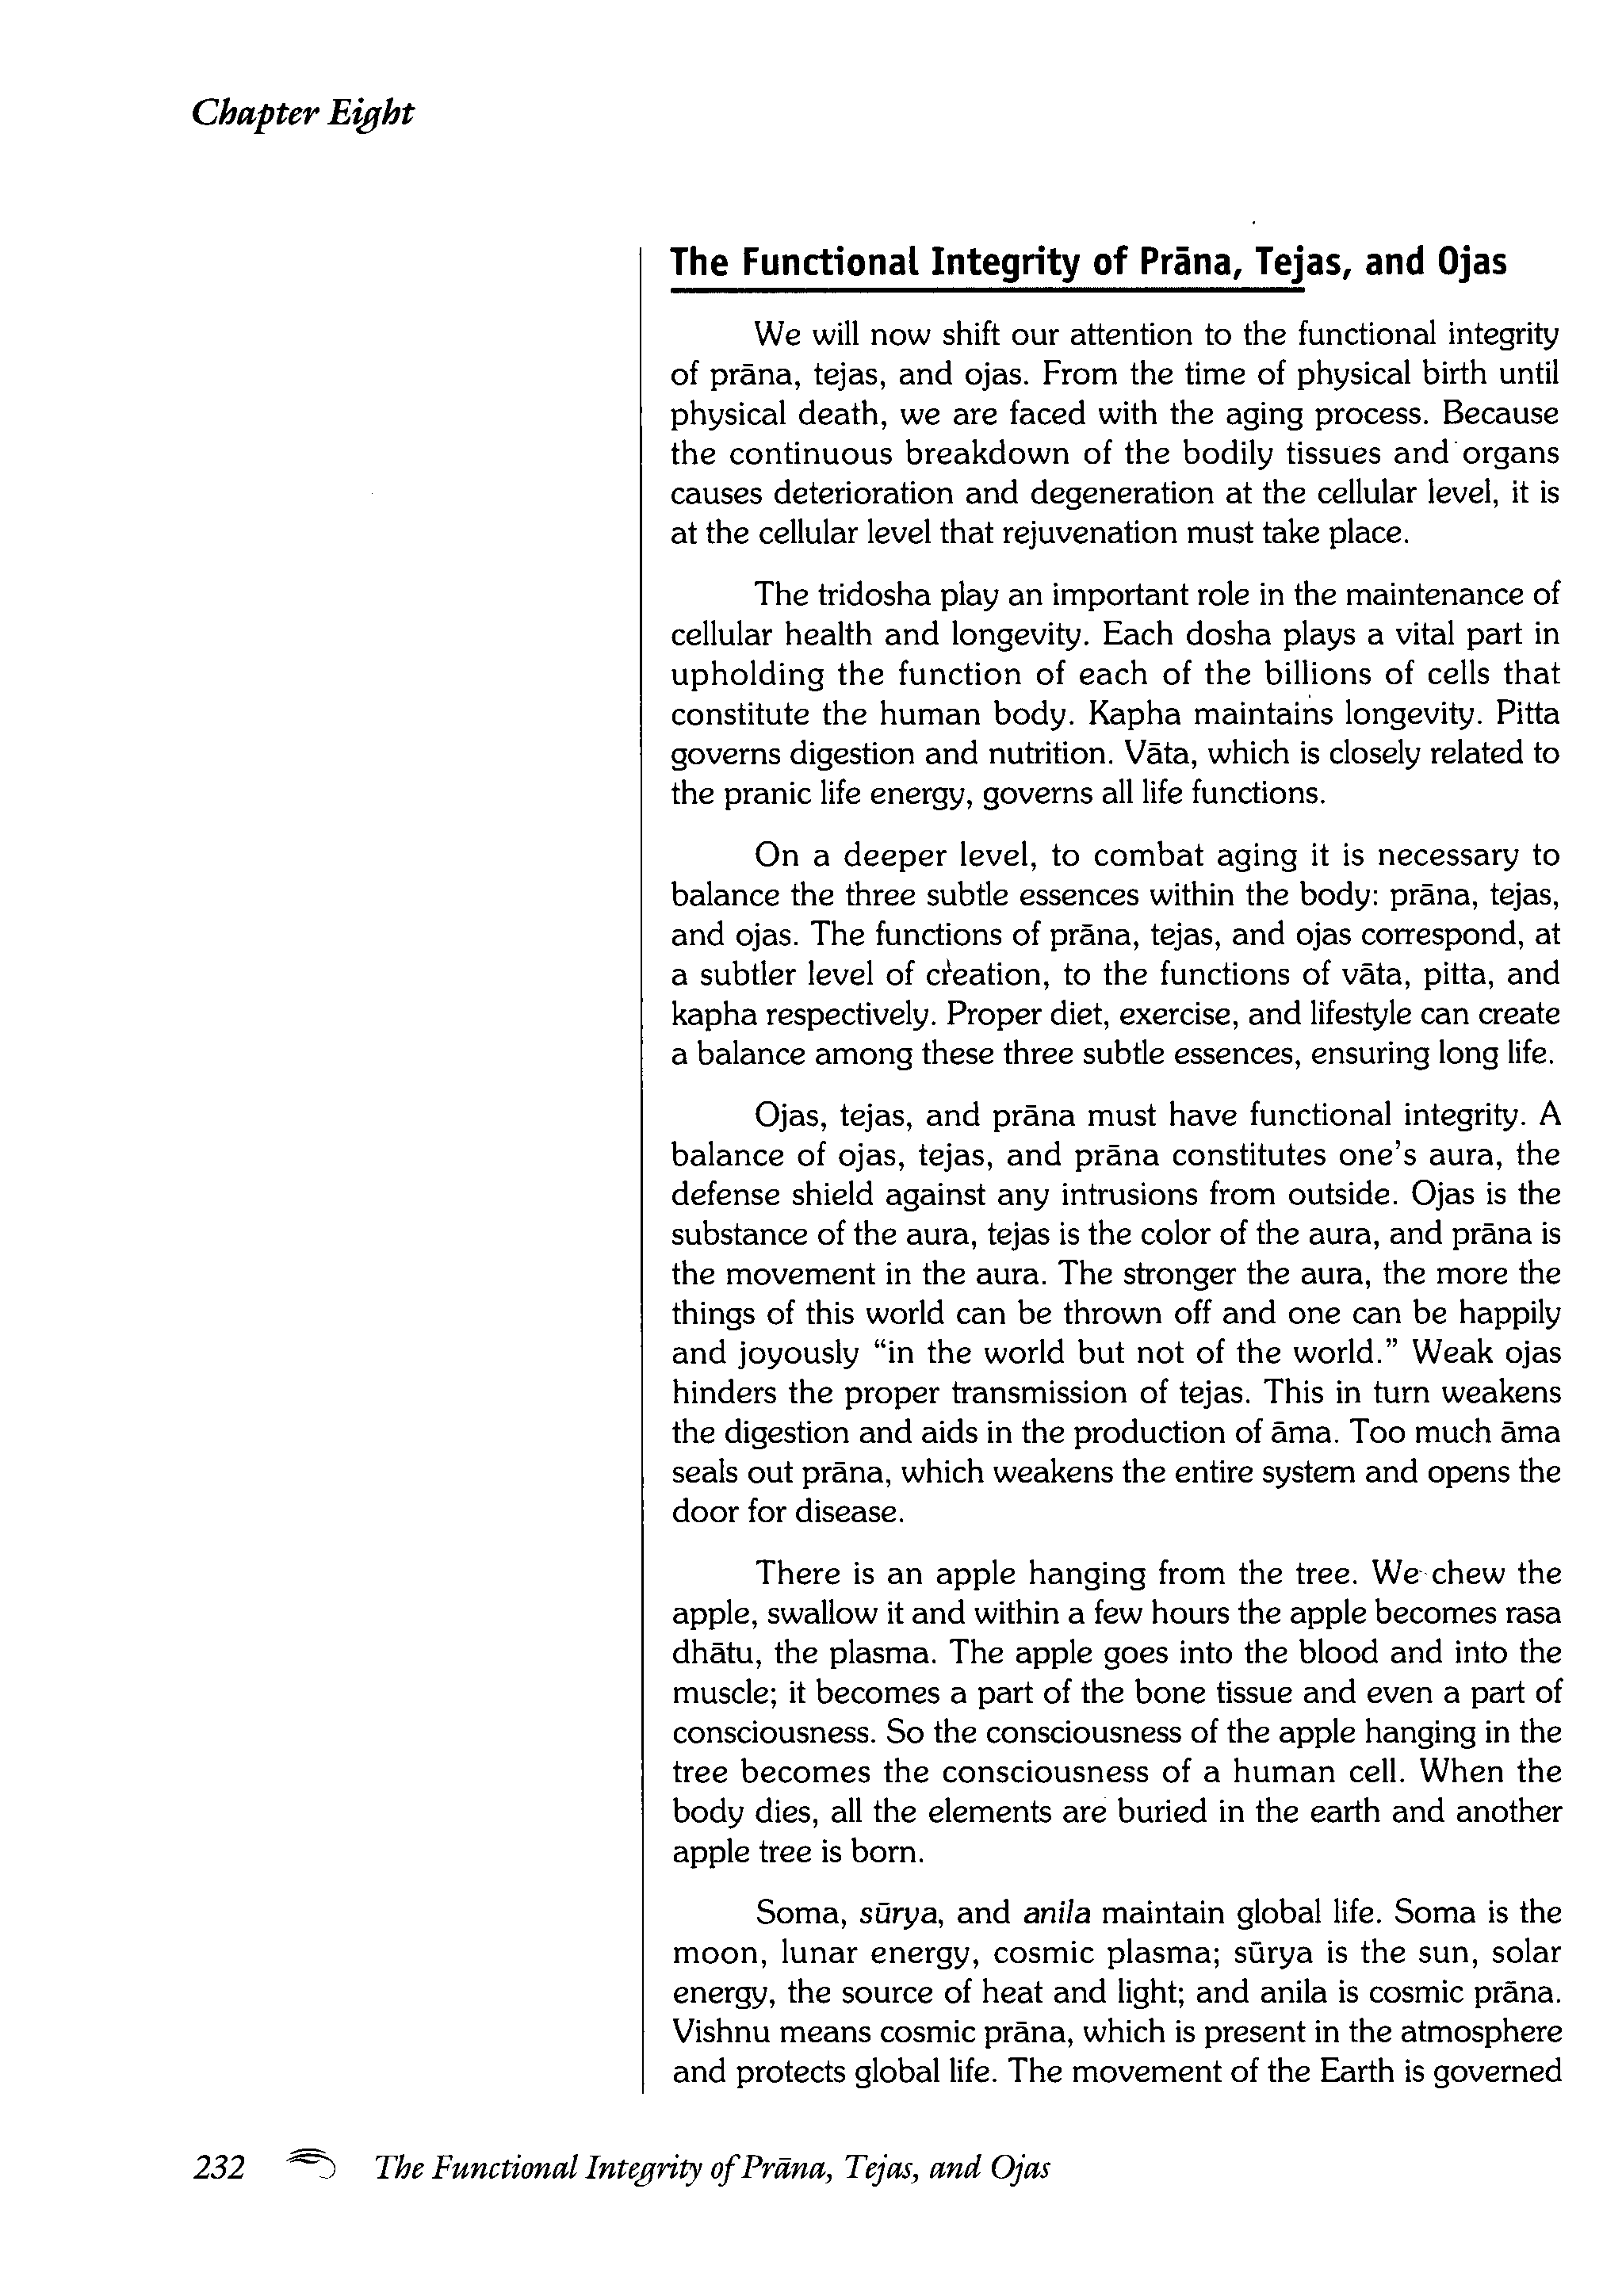 Chapter Eight
The Functional Integrity of Prāna, Tejas, and Ojas
We will now shift our attention to the functional integrity
of prāna, tejas, and ojas. From the time of physical birth until
physical death, we are faced with the aging process. Because
the continuous breakdown of the bodily tissues and organs
causes deterioration and degeneration at the cellular level, it is
at the cellular level that rejuvenation must take place.
The tridosha play an important role in the maintenance of
cellular health and longevity. Each dosha plays a vital part in
upholding the function of each of the billions of cells that
constitute the human body. Kapha maintains longevity. Pitta
governs digestion and nutrition. Vāta, which is closely related to
the pranic life energy, governs all life functions.
On a deeper level, to combat aging it is necessary to
balance the three subtle essences within the body: prāna, tejas,
and ojas. The functions of prāna, tejas, and ojas correspond, at
a subtler level of creation, to the functions of vāta, pitta, and
kapha respectively. Proper diet, exercise, and lifestyle can create
a balance among these three subtle essences, ensuring long life.
Ojas, tejas, and prāna must have functional integrity. A
balance of ojas, tejas, and prāna constitutes one's aura, the
defense shield against any intrusions from outside. Ojas is the
substance of the aura, tejas is the color of the aura, and prāna is
the movement in the aura. The stronger the aura, the more the
things of this world can be thrown off and one can be happily
and joyously “in the world but not of the world.” Weak ojas
hinders the proper transmission of tejas. This in turn weakens
the digestion and aids in the production of āma. Too much āma
seals out prāna, which weakens the entire system and opens the
door for disease.
There is an apple hanging from the tree. We chew the
apple, swallow it and within a few hours the apple becomes rasa
dhātu, the plasma. The apple goes into the blood and into the
muscle; it becomes a part of the bone tissue and even a part of
consciousness. So the consciousness of the apple hanging in the
tree becomes the consciousness of a human cell. When the
body dies, all the elements are buried in the earth and another
apple tree is born.
Soma, sūrya, and anila maintain global life. Soma is the
moon, lunar energy, cosmic plasma; sūrya is the sun, solar
energy, the source of heat and light; and anila is cosmic prāna.
Vishnu means cosmic prāna, which is present in the atmosphere
and protects global life. The movement of the Earth is governed
232 The Functional Integrity of Prāna, Tejas, and Ojas